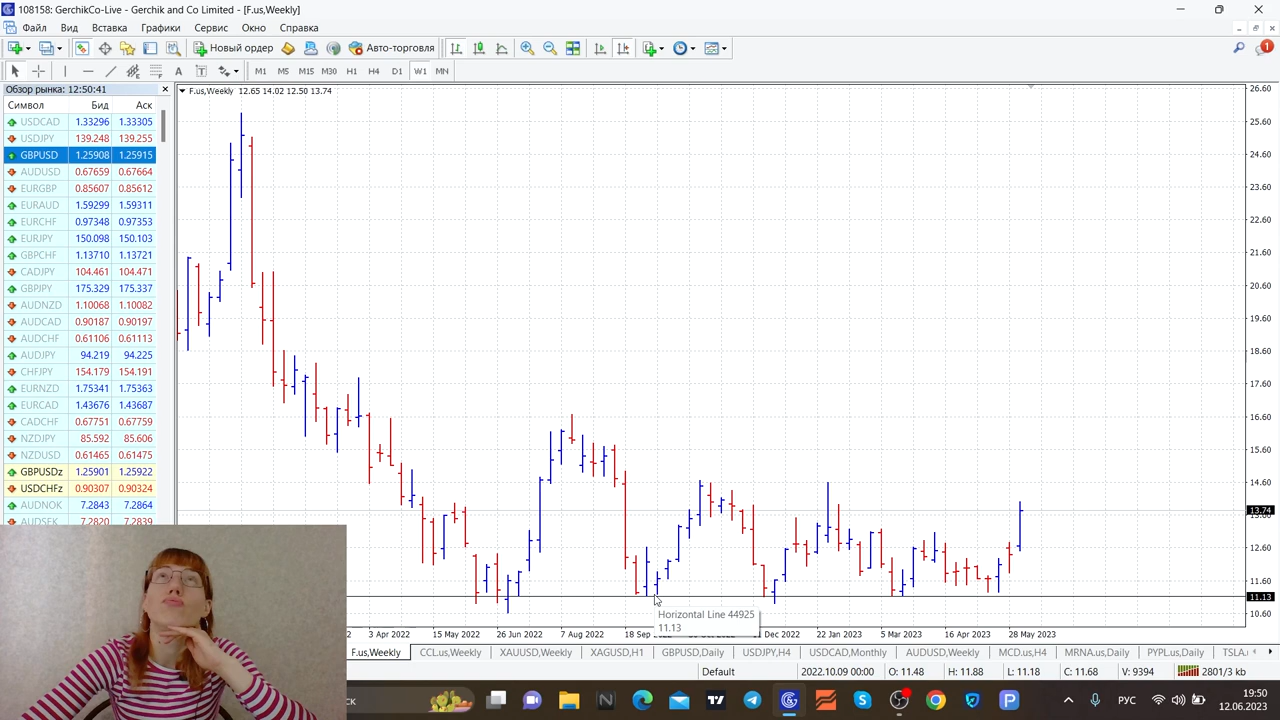 108158: GerchikCo-Live - Gerchik and Co Limited - [F.us,Weekly]
Файл Вид Вставка Графики Сервис Окно Справка
Новый ордер Авто-торговля
A T M1 M5 M15 M30 H1 H4 D1 W1 MN
Обзор рынка: 12:50:41
Символ Бид Аск
USDCAD 1.33296 1.33305
USDJPY 139.248 139.255
GBPUSD 1.25908 1.25915
AUDUSD 0.67659 0.67664
EURGBP 0.85607 0.85612
EURAUD 1.59299 1.59311
EURCHF 0.97348 0.97353
EURJPY 150.098 150.103
GBPCHF 1.13710 1.13721
CADJPY 104.461 104.471
GBPJPY 175.329 175.337
AUDNZD 1.10068 1.10082
AUDCAD 0.90187 0.90197
AUDCHF 0.61106 0.61113
AUDJPY 94.219 94.225
CHFJPY 154.179 154.191
EURNZD 1.75341 1.75363
EURCAD 1.43676 1.43687
CADCHF 0.67751 0.67759
NZDJPY 85.592 85.606
NZDUSD 0.61465 0.61475
GBPUSDz 1.25901 1.25922
USDCHFz 0.90307 0.90324
AUDNOK 7.2843 7.2864
AUDSEK 7.2820 7.2839
F.us,Weekly 12.65 14.02 12.50 13.74
26.60
25.60
24.60
23.60
22.60
21.60
20.60
19.60
18.60
17.60
16.60
15.60
14.60
13.74
13.60
12.60
11.60
11.13
10.60
Horizontal Line 44925
11.13
3 Apr 2022 15 May 2022 26 Jun 2022 7 Aug 2022 18 Sep 2022 Dec 2022 22 Jan 2023 5 Mar 2023 16 Apr 2023 28 May 2023
F.us,Weekly CCL.us,Weekly XAUUSD,Weekly XAGUSD,H1 GBPUSD,Daily USDJPY,H4 USDCAD,Monthly AUDUSD,Weekly MCD.us,H4 MRNA.us,Daily PYPL.us,Daily TSLA.
Default 2022.10.09 00:00 O: 11.48 H: 11.88 L: 11.18 C: 11.68 V: 9394 2801/3 kb
РУС
19:50
12.06.2023